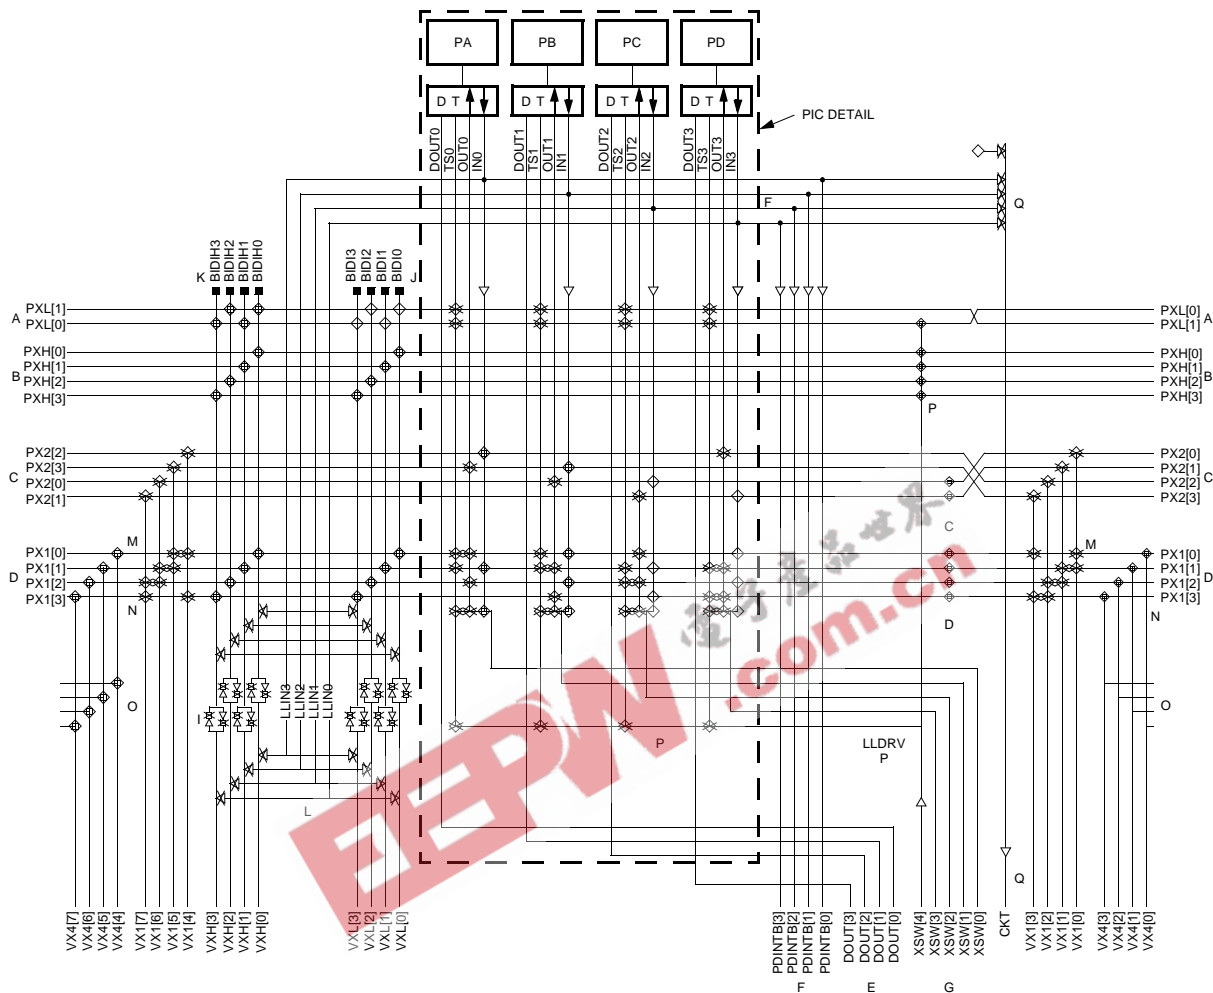 PA PB PC PD
D T D T D T D T
PIC DETAIL
DOUT0 TS0 OUT0 IN0 DOUT1 TS1 OUT1 IN1 DOUT2 TS2 OUT2 IN2 DOUT3 TS3 OUT3 IN3
F
Q
K BIDIH3 BIDIH2 BIDIH1 BIDIH0 BIDI3 BIDI2 BIDI1 BIDI0 J
PXL[1] PXL[0]
A A
PXL[0] PXL[1]
PXH[0] PXH[0]
PXH[1] PXH[1]
B B
PXH[2] PXH[2]
PXH[3] PXH[3]
P
PX2[2] PX2[0]
PX2[3] PX2[1]
C C
PX2[0] PX2[2]
PX2[1] PX2[3]
C
M M
PX1[0] PX1[0]
PX1[1] PX1[1]
D D
PX1[2] PX1[2]
PX1[3] PX1[3]
N D N
電子產品世界
.com.cn
EEPW
LLIN3 LLIN2 LLIN1 LLIN0
O I O
P LLDRV
P
L
Q
VX4[7] VX4[6] VX4[5] VX4[4] VX1[7] VX1[6] VX1[5] VX1[4] VXH[3] VXH[2] VXH[1] VXH[0] VXL[3] VXL[2] VXL[1] VXL[0] PDINTB[3] PDINTB[2] PDINTB[1] PDINTB[0] DOUT[3] DOUT[2] DOUT[1] DOUT[0] XSW[4] XSW[3] XSW[2] XSW[1] XSW[0] CKT VX1[3] VX1[2] VX1[1] VX1[0] VX4[3] VX4[2] VX4[1] VX4[0]
F E G